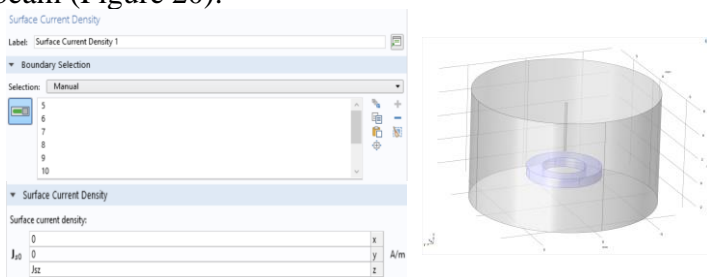 beam (Figure 20).
Surface Current Density
Label: Surface Current Density 1
Boundary Selection
Selection: Manual
5
6
7
8
9
10
Surface Current Density
Surface current density:
0 x
Js0 0 y A/m
Jsz z